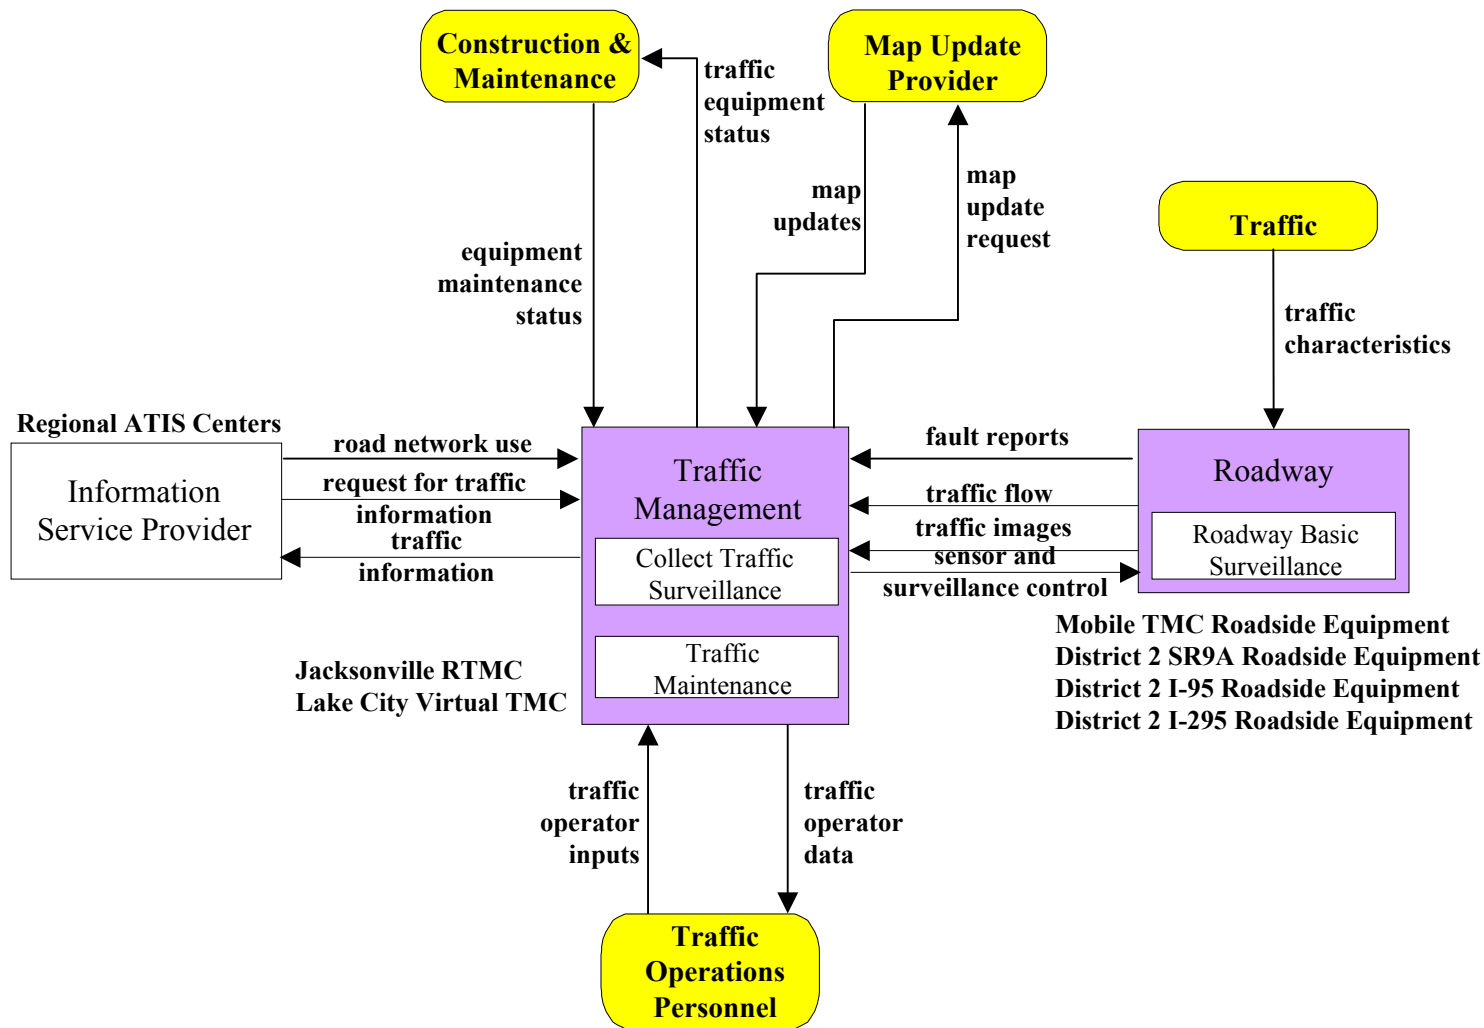 Construction &
Maintenance
traffic
equipment
status
Map Update
Provider
map
updates
map
update
request
Traffic
equipment
maintenance
status
traffic
characteristics
Regional ATIS Centers
Information
Service Provider
road network use
request for traffic
information
traffic
information
Traffic
Management
Collect Traffic
Surveillance
Traffic
Maintenance
fault reports
traffic flow
traffic images
sensor and
surveillance control
Roadway
Roadway Basic
Surveillance
Jacksonville RTMC
Lake City Virtual TMC
Mobile TMC Roadside Equipment
District 2 SR9A Roadside Equipment
District 2 I-95 Roadside Equipment
District 2 I-295 Roadside Equipment
traffic
operator
inputs
traffic
operator
data
Traffic
Operations
Personnel